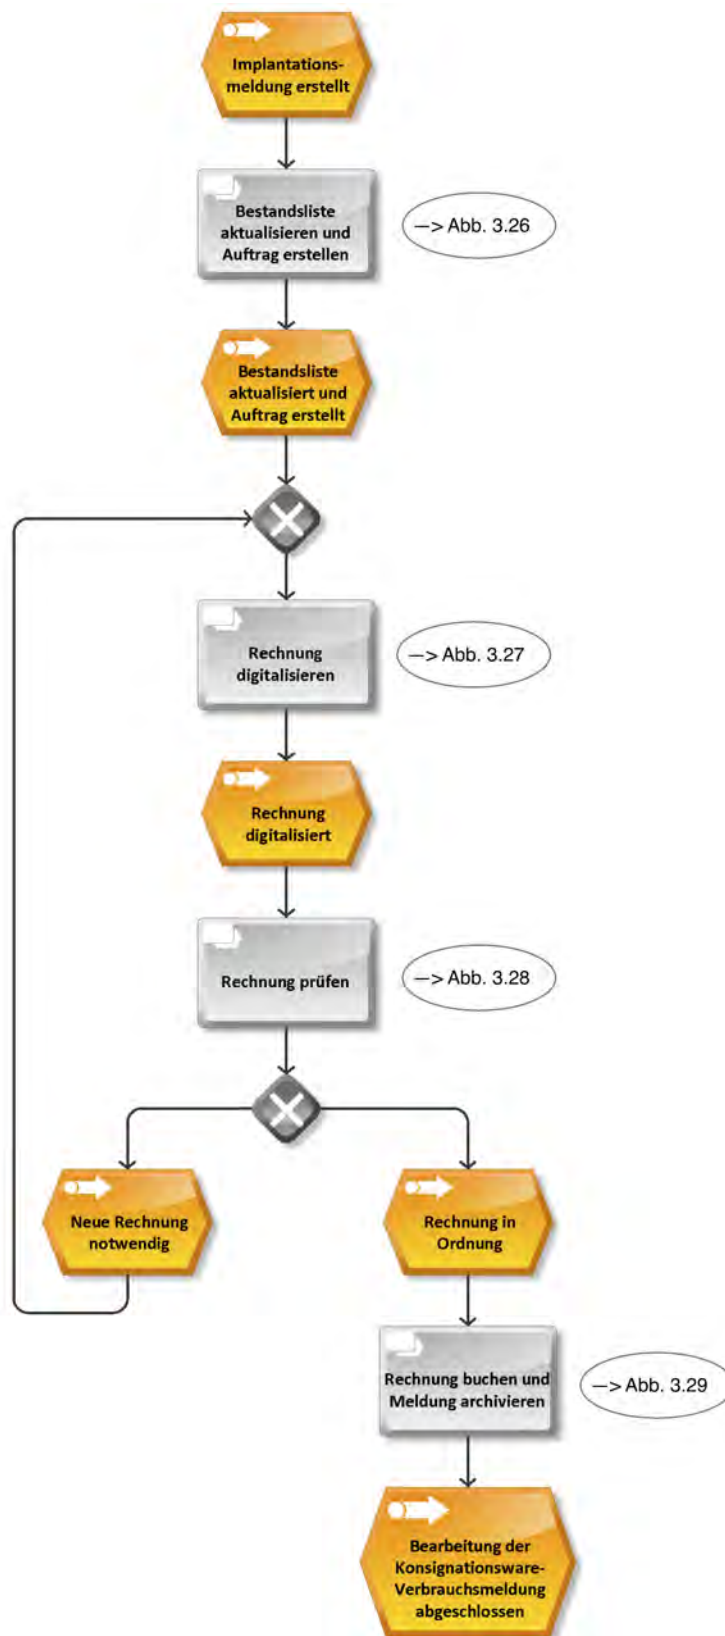 Implantations-
meldung erstellt
Bestandsliste
aktualisieren und
Auftrag erstellen
—> Abb. 3.26
Bestandsliste
aktualisiert und
Auftrag erstellt
Rechnung
digitalisieren
—> Abb. 3.27
Rechnung
digitalisiert
Rechnung prüfen
—> Abb. 3.28
Neue Rechnung
notwendig
Rechnung in
Ordnung
Rechnung buchen und
Meldung archivieren
—> Abb. 3.29
Bearbeitung der
Konsignationsware-
Verbrauchsmeldung
abgeschlossen